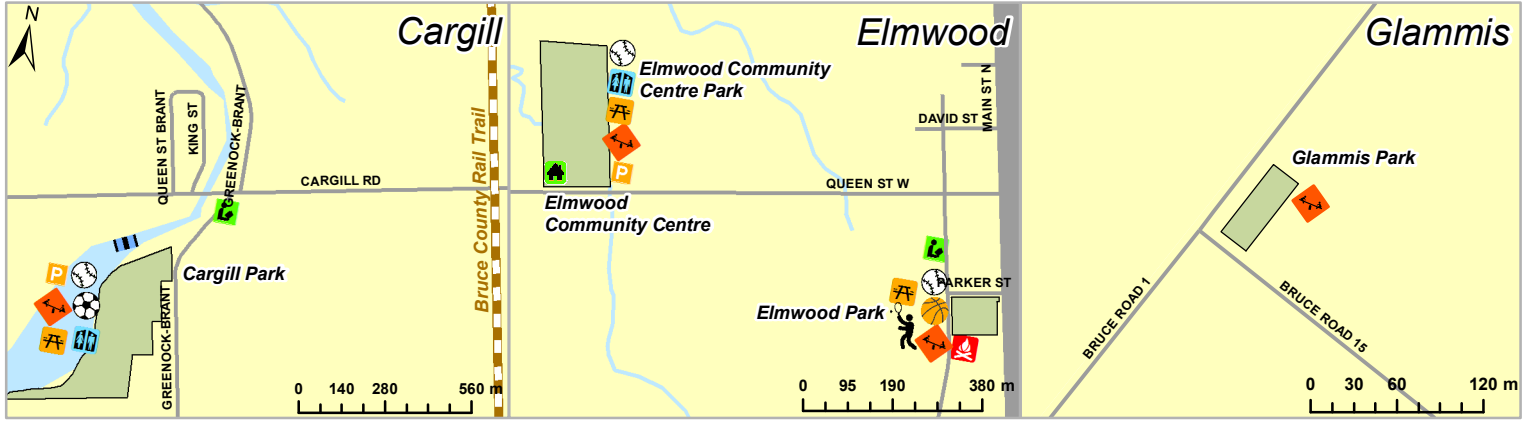 N
Cargill
QUEEN ST BRANT
KING ST
GREENOCK-BRANT
CARGILL RD
Bruce County Rail Trail
P
Cargill Park
GREENOCK-BRANT
0 140 280 560 m
Elmwood
Elmwood Community
Centre Park
P
Elmwood
Community Centre
MAIN ST N
DAVID ST
QUEEN ST W
PARKER ST
Elmwood Park
0 95 190 380 m
Glammis
Glammis Park
BRUCE ROAD 1
BRUCE ROAD 15
0 30 60 120 m